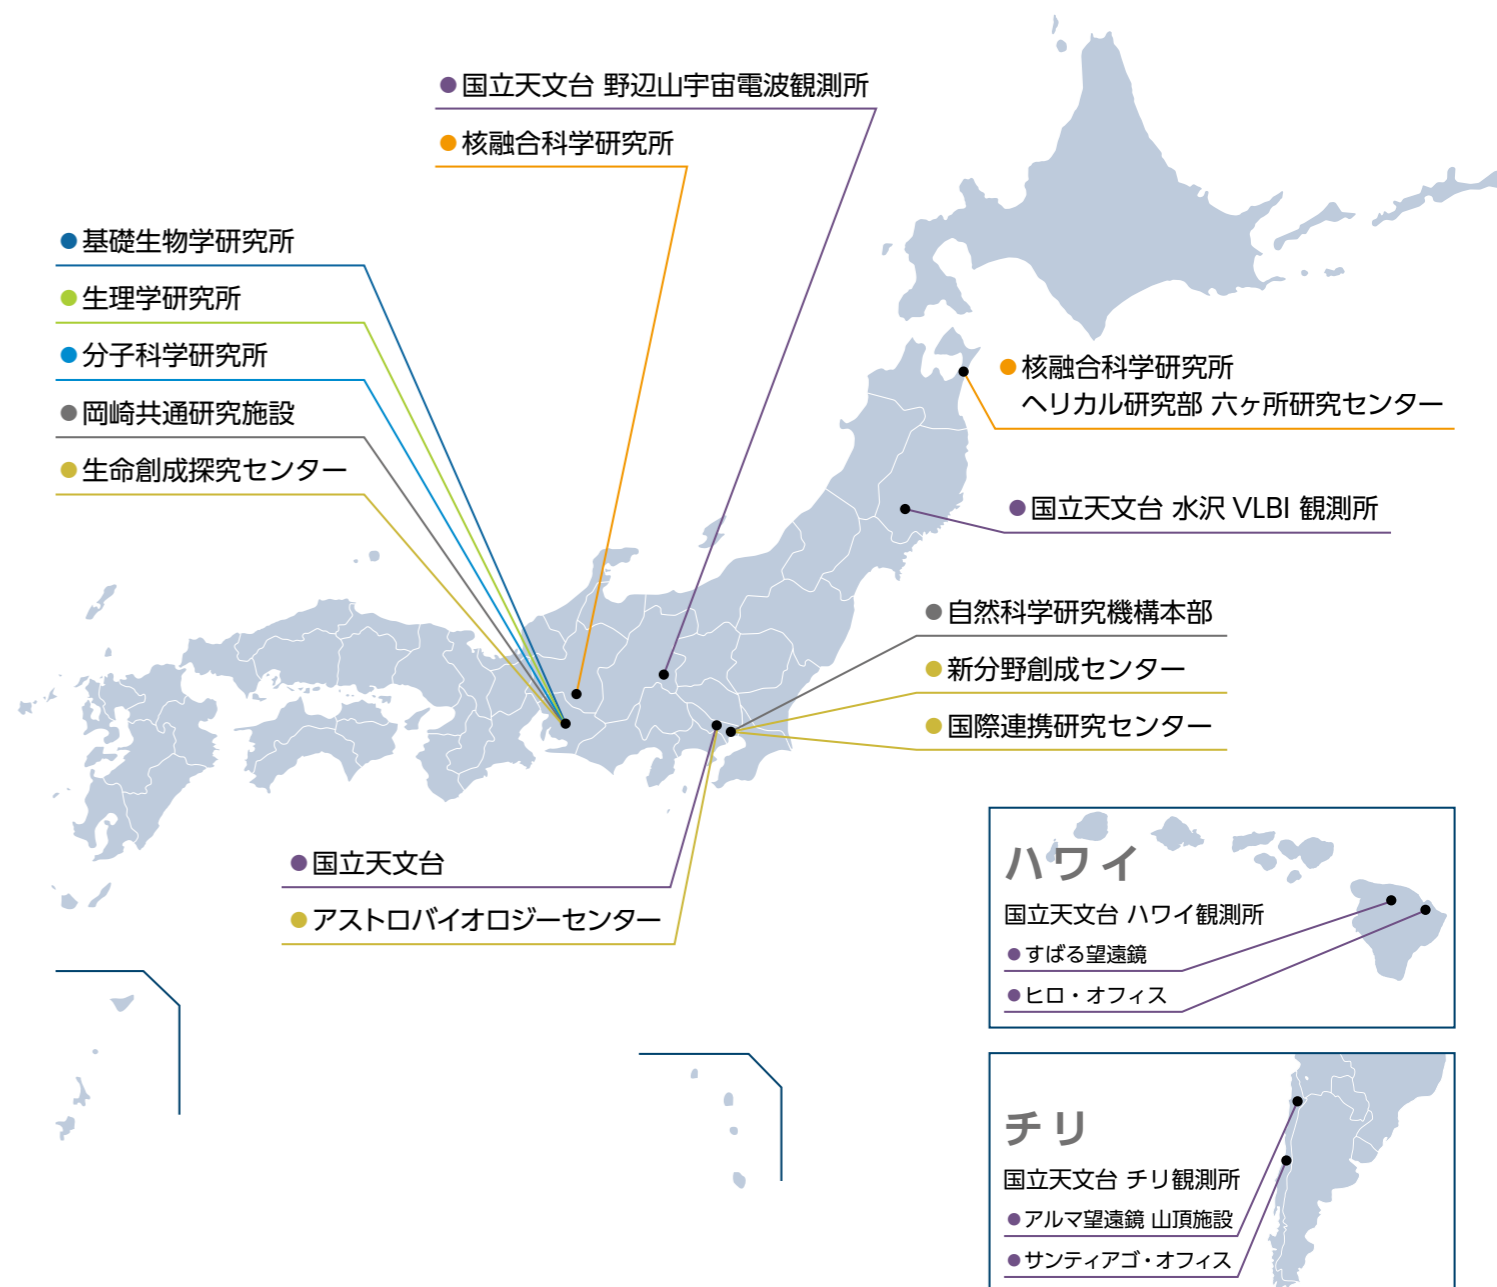 国立天文台 野辺山宇宙電波観測所
核融合科学研究所
基礎生物学研究所
生理学研究所
分子科学研究所
岡崎共通研究施設
生命創成探究センター
核融合科学研究所
ヘリカル研究部 六ヶ所研究センター
国立天文台 水沢 VLBI 観測所
自然科学研究機構本部
新分野創成センター
国際連携研究センター
国立天文台
アストロバイオロジーセンター
ハワイ
国立天文台 ハワイ観測所
すばる望遠鏡
ヒロ・オフィス
チリ
国立天文台 チリ観測所
アルマ望遠鏡 山頂施設
サンティアゴ・オフィス